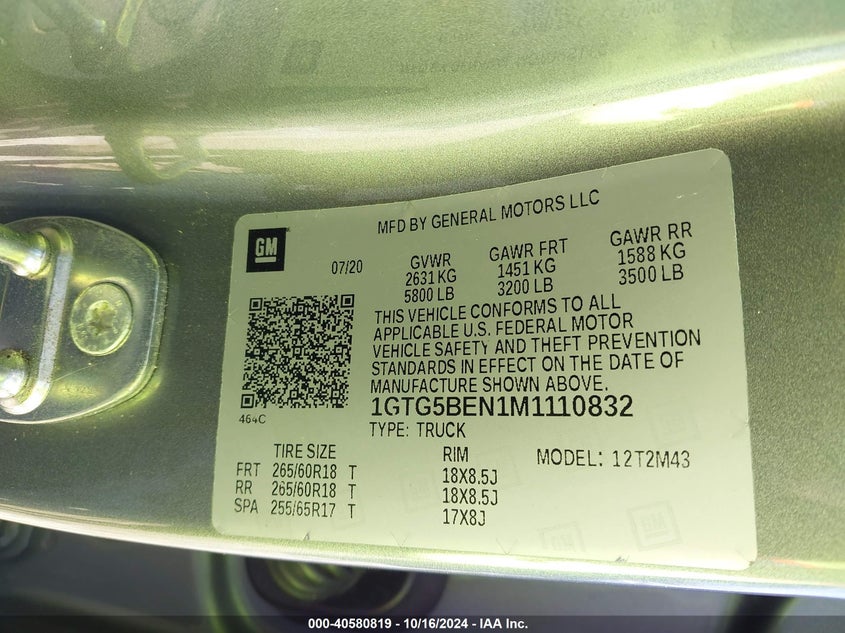 GM
MFD BY GENERAL MOTORS LLC
07/20
GVWR
2631 KG
5800 LB
GAWR FRT
1451 KG
3200 LB
GAWR RR
1588 KG
3500 LB
THIS VEHICLE CONFORMS TO ALL
APPLICABLE U.S. FEDERAL MOTOR
VEHICLE SAFETY AND THEFT PREVENTION
STANDARDS IN EFFECT ON THE DATE OF
MANUFACTURE SHOWN ABOVE.
1GTG5BEN1M1110832
TYPE: TRUCK
464C
TIRE SIZE
FRT 265/60R18 T
RR 265/60R18 T
SPA 255/65R17 T
RIM
18X8.5J
18X8.5J
17X8J
MODEL: 12T2M43
GM
GM
000-40580819 - 10/16/2024 - IAA Inc.